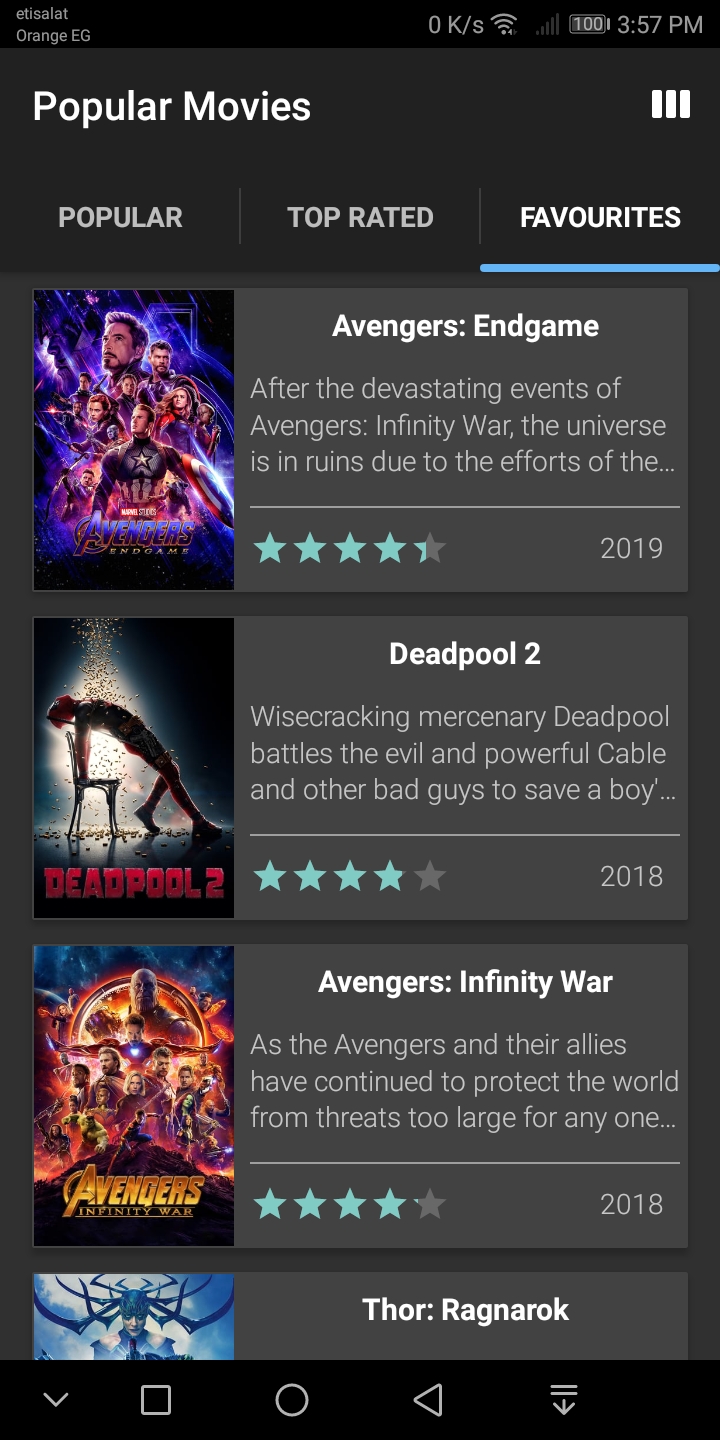 etisalat
Orange EG
0 K/s
100
3:57 PM
Popular Movies
POPULAR
TOP RATED
FAVOURITES
MARVEL STUDIOS
AVENGERS
ENDGAME
Avengers: Endgame
After the devastating events of
Avengers: Infinity War, the universe
is in ruins due to the efforts of the…
2019
DEADPOOL 2
Deadpool 2
Wisecracking mercenary Deadpool
battles the evil and powerful Cable
and other bad guys to save a boy'…
2018
AVENGERS
INFINITY WAR
Avengers: Infinity War
As the Avengers and their allies
have continued to protect the world
from threats too large for any one…
2018
Thor: Ragnarok